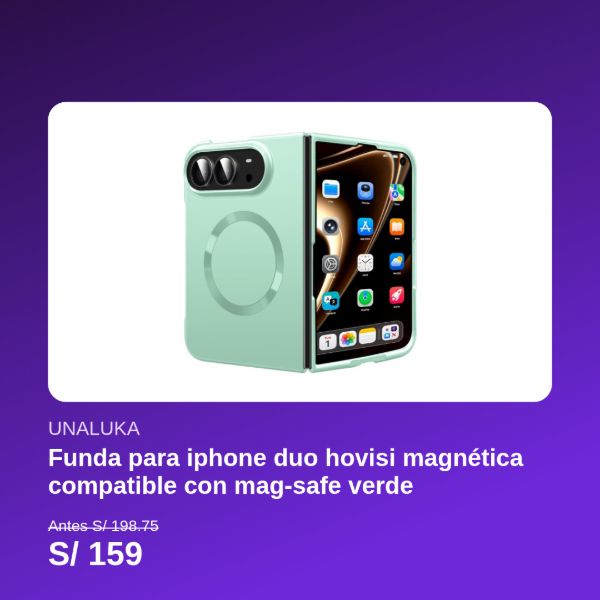 UNALUKA
Funda para iphone duo hovisi magnética
compatible con mag-safe verde
Antes S/ 198.75
S/ 159